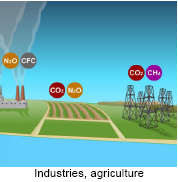 N₂O CFC
CO₂ CH₄
CO₂ N₂O
Industries, agriculture